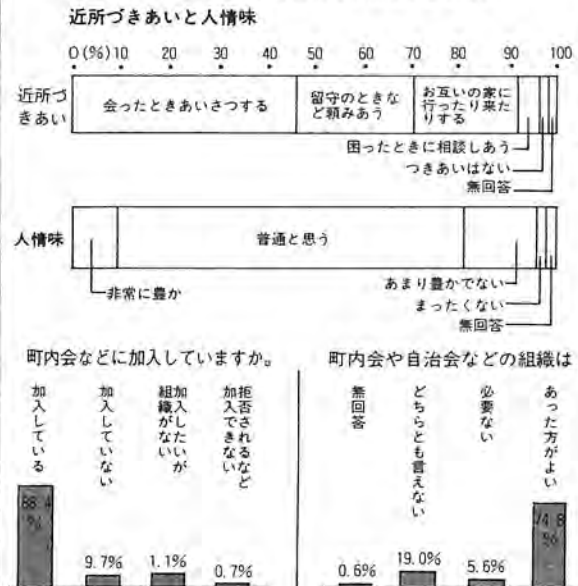 近所づきあいと人情味
0(%)10 20 30 40 50 60 70 80 90 100
近所づきあい
会ったときあいさつする
留守のときなど頼みあう
お互いの家に行ったり来たりする
困ったときに相談しあう
つきあいはない
無回答
人情味
普通と思う
非常に豊か
あまり豊かでない
まったくない
無回答
町内会などに加入していますか。
加入している
加入していない
加入したいが組織がない
拒否されるなど加入できない
88.4%
9.7%
1.1%
0.7%
町内会や自治会などの組織は
無回答
どちらとも言えない
必要ない
あった方がよい
0.6%
19.0%
5.6%
74.8%